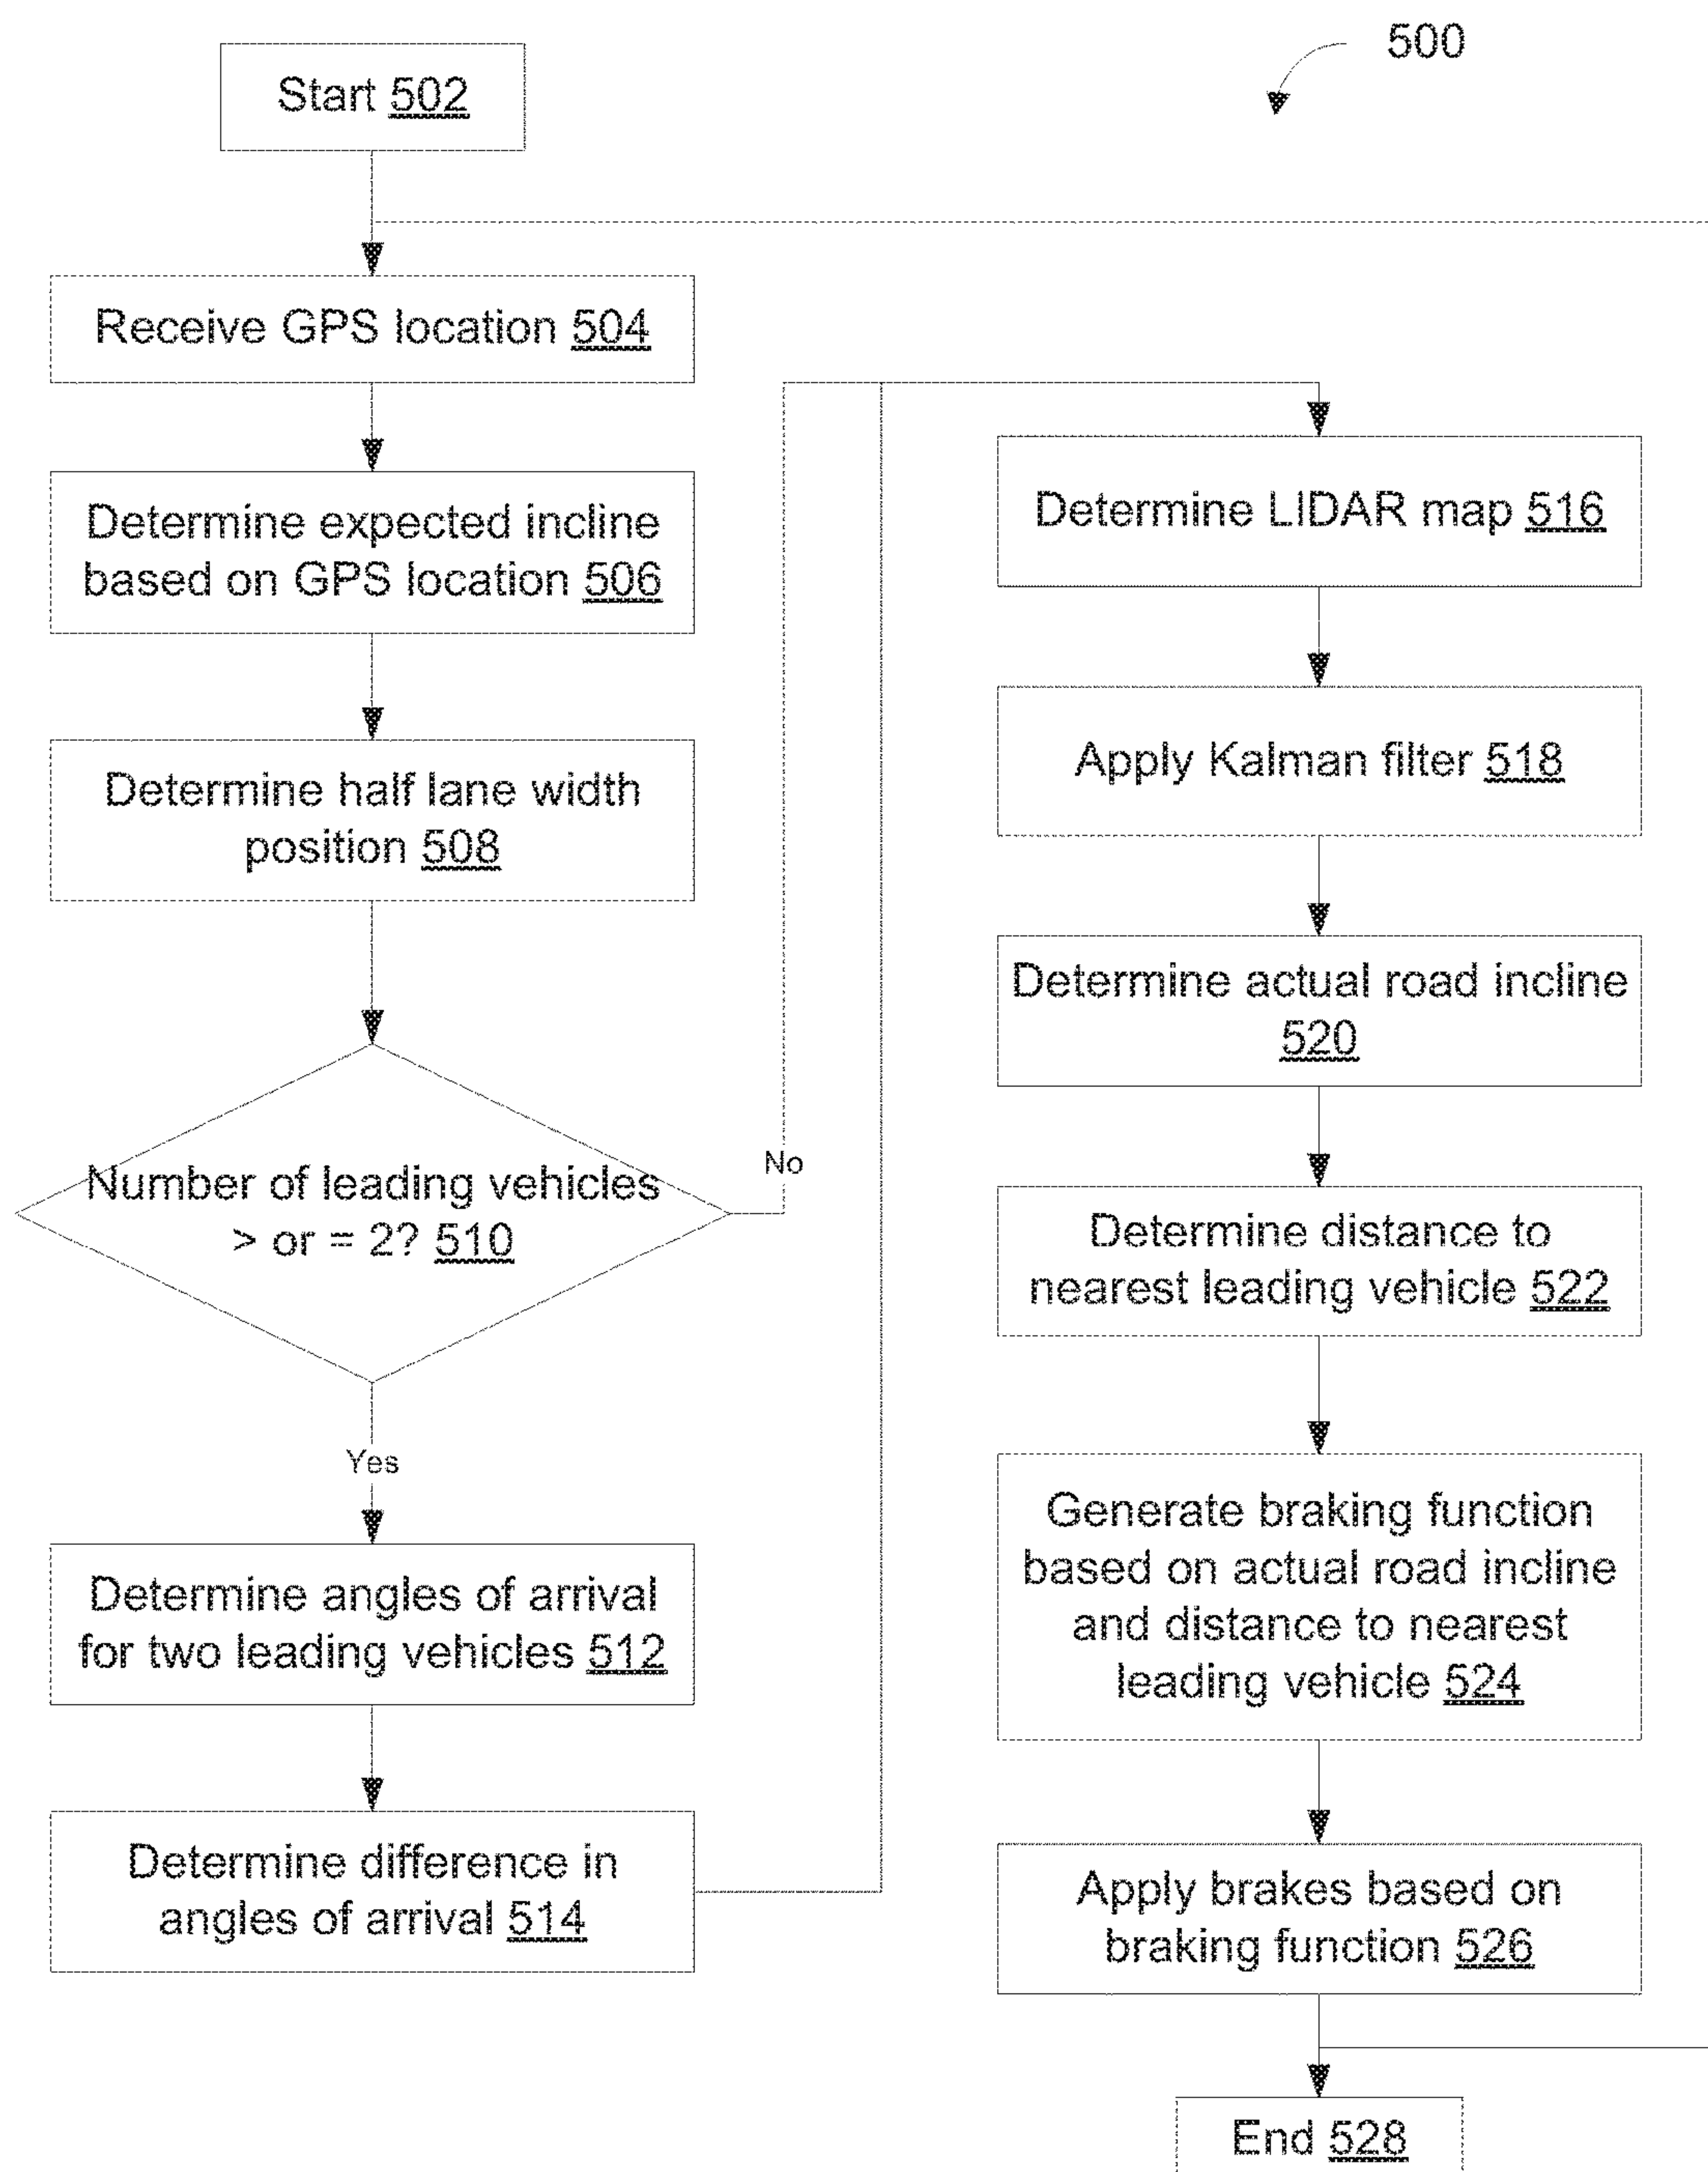 500
Start 502
Receive GPS location 504
Determine expected incline
based on GPS location 506
Determine half lane width
position 508
Number of leading vehicles
> or = 2? 510
No
Yes
Determine angles of arrival
for two leading vehicles 512
Determine difference in
angles of arrival 514
Determine LIDAR map 516
Apply Kalman filter 518
Determine actual road incline
520
Determine distance to
nearest leading vehicle 522
Generate braking function
based on actual road incline
and distance to nearest
leading vehicle 524
Apply brakes based on
braking function 526
End 528